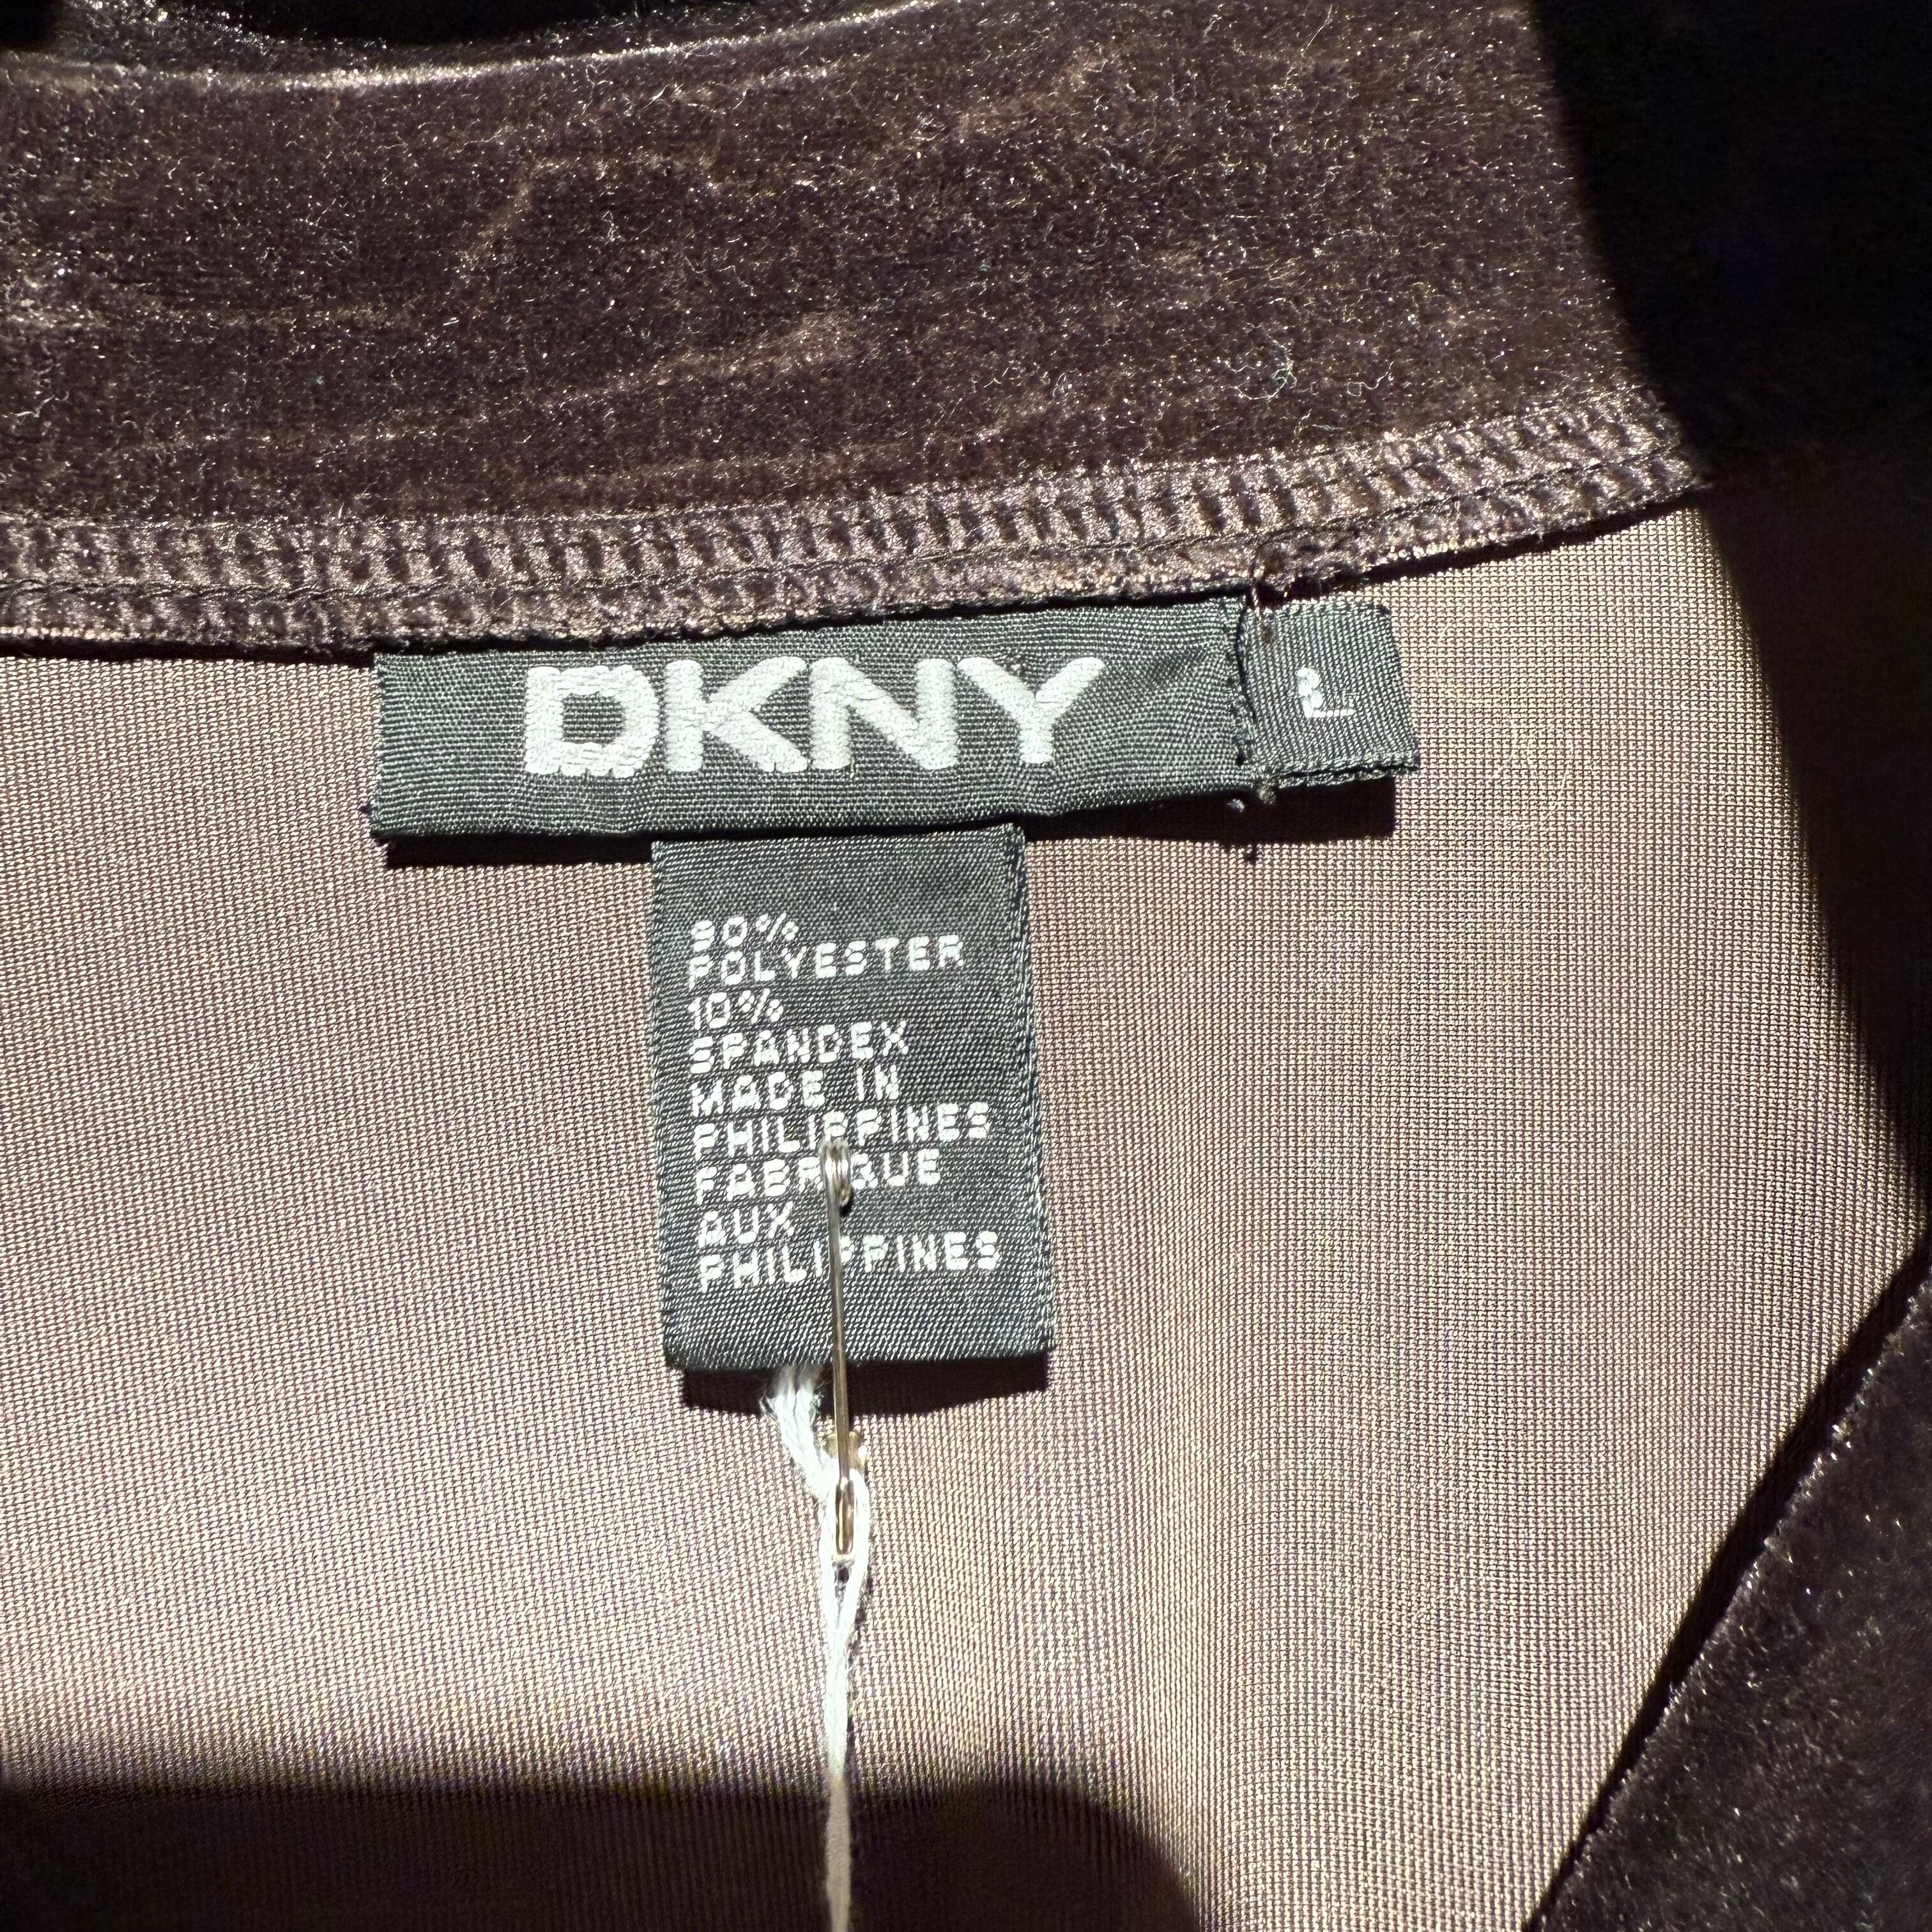 DKNY
P
90%
POLYESTER
10%
SPANDEX
MADE IN
PHILIPPINES
FABRIQUE
AUX
PHILIPPINES